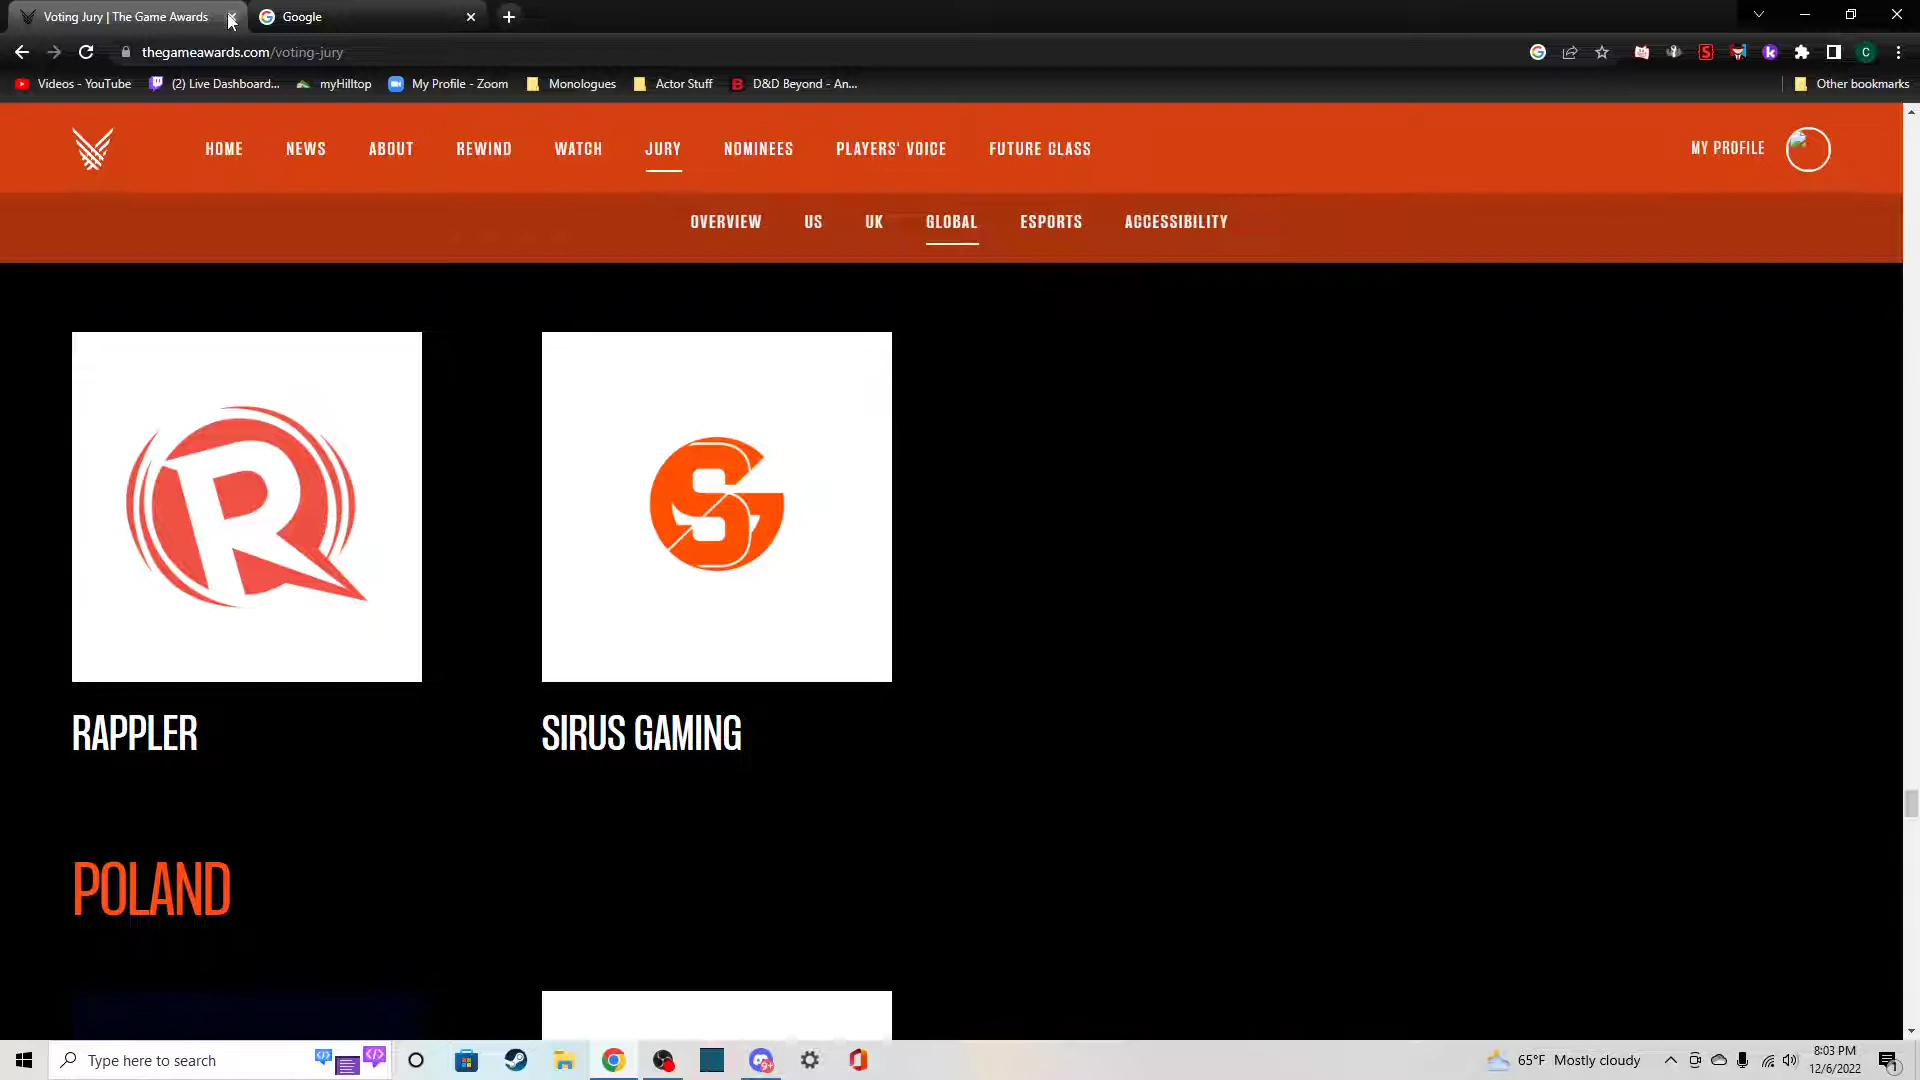 Voting Jury | The Game Awards
Google
thegameawards.com/voting-jury
Videos - YouTube
(2) Live Dashboard...
myHilltop
My Profile - Zoom
Monologues
Actor Stuff
D&D Beyond - An...
Other bookmarks
HOME
NEWS
ABOUT
REWIND
WATCH
JURY
NOMINEES
PLAYERS' VOICE
FUTURE CLASS
MY PROFILE
OVERVIEW
US
UK
GLOBAL
ESPORTS
ACCESSIBILITY
R
SG
RAPPLER
SIRUS GAMING
POLAND
Type here to search
9+
65°F Mostly cloudy
8:03 PM
12/6/2022
1